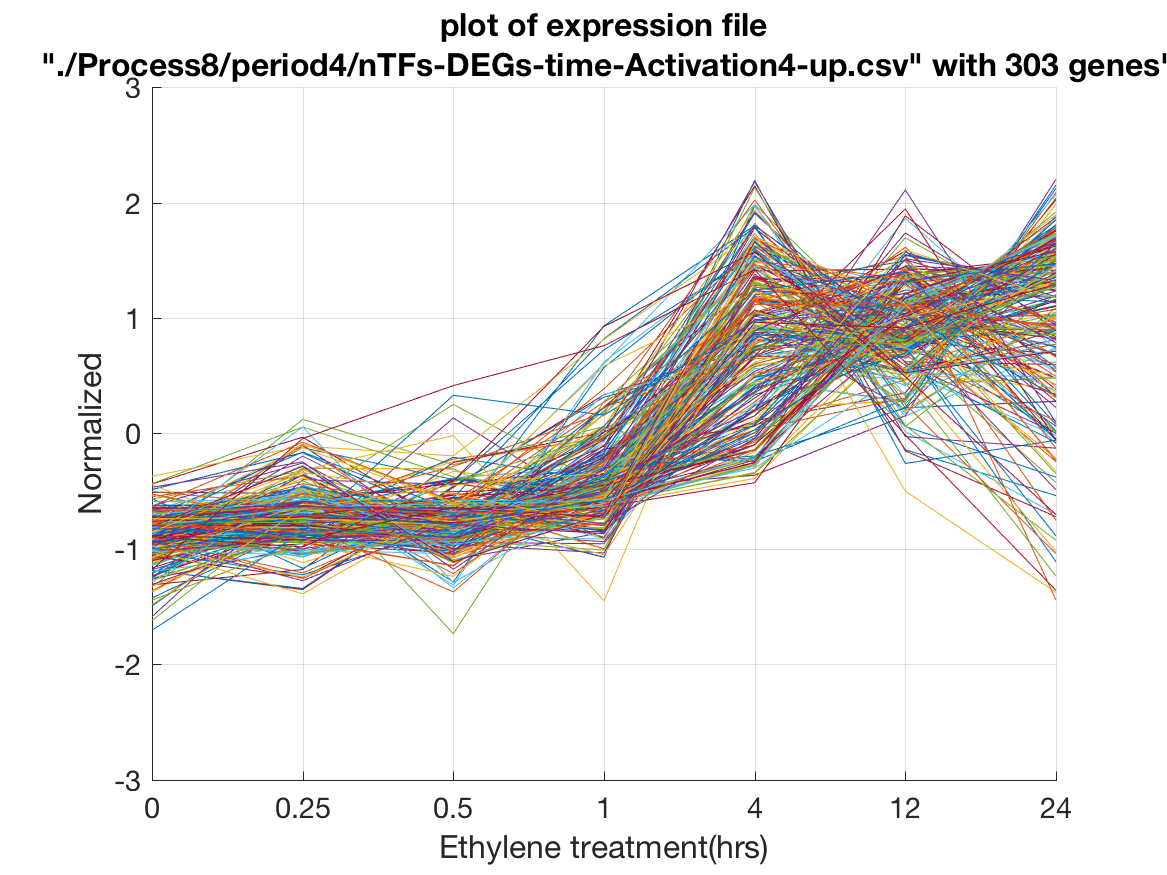 plot of expression file
"./Process8/period4/nTFs-DEGs-time-Activation4-up.csv" with 303 genes'
3
2
1
0
-1
-2
-3
Normalized
0 0.25 0.5 1 4 12 24
Ethylene treatment(hrs)